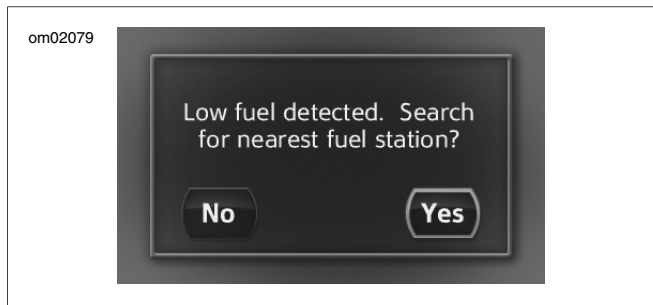 om02079
Low fuel detected. Search
for nearest fuel station?
No Yes